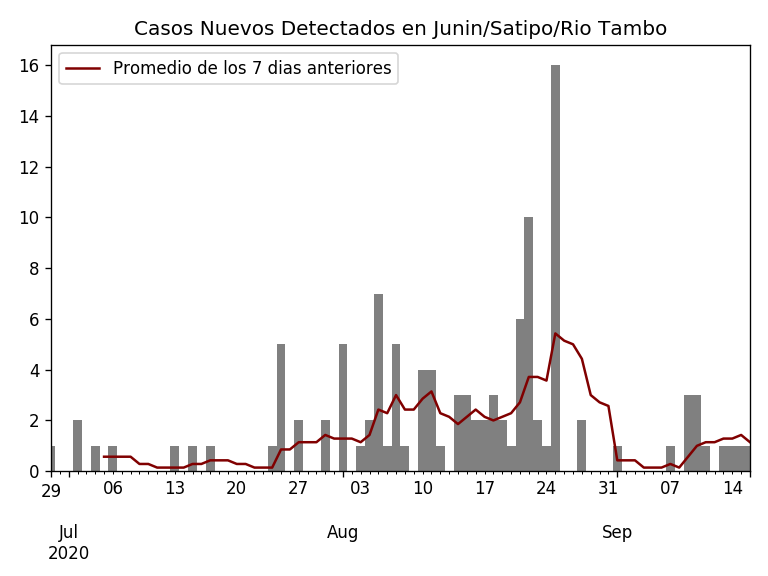 Casos Nuevos Detectados en Junin/Satipo/Rio Tambo
Promedio de los 7 dias anteriores
16
14
12
10
8
6
4
2
0
29 06 13 20 27 03 10 17 24 31 07 14
Jul Aug Sep
2020